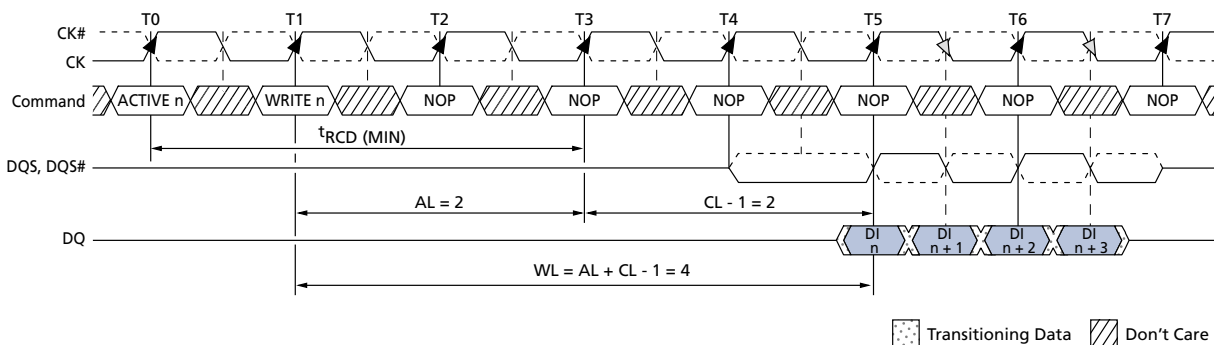 T0 T1 T2 T3 T4 T5 T6 T7
CK#
CK
Command ACTIVE n WRITE n NOP NOP NOP NOP NOP NOP
tRCD (MIN)
DQS, DQS#
AL = 2 CL - 1 = 2
DQ DI n DI n + 1 DI n + 2 DI n + 3
WL = AL + CL - 1 = 4
Transitioning Data Don't Care